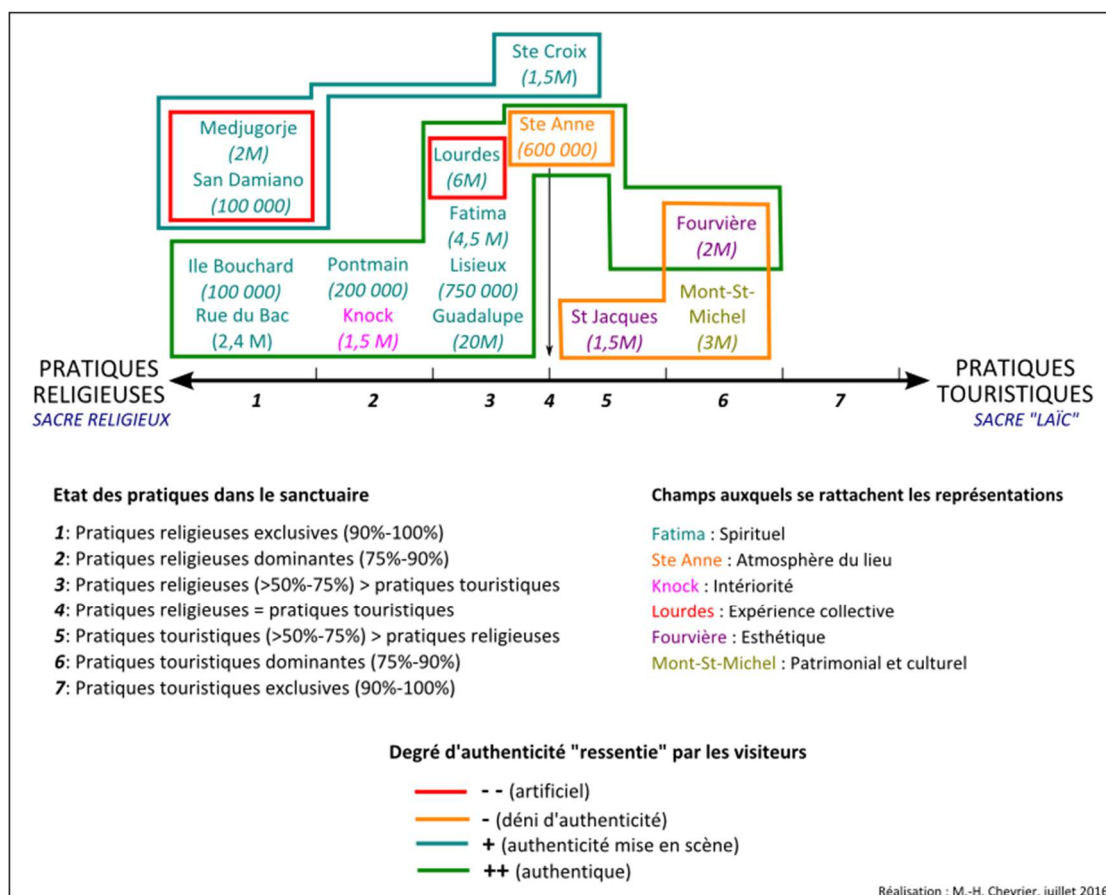 Ste Croix
(1,5M)
Medjugorje
(2M)
San Damiano
(100 000)
Lourdes
(6M)
Ste Anne
(600 000)
Fatima
(4,5 M)
Fourvière
(2M)
Ile Bouchard
(100 000)
Rue du Bac
(2,4 M)
Pontmain
(200 000)
Knock
(1,5 M)
Lisieux
(750 000)
Guadalupe
(20M)
St Jacques
(1,5M)
Mont-St-
Michel
(3M)
PRATIQUES
RELIGIEUSES
SACRE RELIGIEUX
1 2 3 4 5 6 7
PRATIQUES
TOURISTIQUES
SACRE "LAÏC"
Etat des pratiques dans le sanctuaire
1: Pratiques religieuses exclusives (90%-100%)
2: Pratiques religieuses dominantes (75%-90%)
3: Pratiques religieuses (>50%-75%) > pratiques touristiques
4: Pratiques religieuses = pratiques touristiques
5: Pratiques touristiques (>50%-75%) > pratiques religieuses
6: Pratiques touristiques dominantes (75%-90%)
7: Pratiques touristiques exclusives (90%-100%)
Champs auxquels se rattachent les représentations
Fatima : Spirituel
Ste Anne : Atmosphère du lieu
Knock : Intériorité
Lourdes : Expérience collective
Fourvière : Esthétique
Mont-St-Michel : Patrimonial et culturel
Degré d'authenticité "ressentie" par les visiteurs
- - (artificiel)
- (déni d'authenticité)
+ (authenticité mise en scène)
++ (authentique)
Réalisation : M.-H. Chevrier, juillet 2016